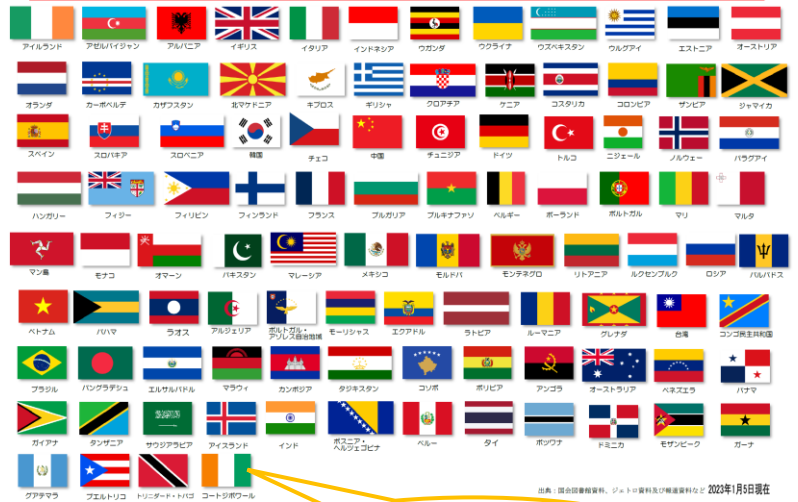 アイルランド アゼルバイジャン アルバニア イギリス イタリア インドネシア ウガンダ ウクライナ ウズベキスタン ウルグアイ エストニア オーストリア
オランダ カーボベルデ カザフスタン 北マケドニア キプロス ギリシャ クロアチア ケニア コスタリカ コロンビア ザンビア ジャマイカ
スペイン スロバキア スロベニア 韓国 チェコ 中国 チュニジア ドイツ トルコ ニジェール ノルウェー パラグアイ
ハンガリー フィジー フィリピン フィンランド フランス ブルガリア ブルキナファソ ベルギー ポーランド ポルトガル マリ マルタ
マン島 モナコ オマーン パキスタン マレーシア メキシコ モルドバ モンテネグロ リトアニア ルクセンブルク ロシア バルバドス
ベトナム バハマ ラオス アルジェリア ポルトガル・ モーリシャス エクアドル ラトビア ルーマニア グレナダ 台湾 コンゴ民主共和国
アゾレス自治地域
ブラジル バングラデシュ エルサルバドル マラウィ カンボジア タジキスタン コソボ ボリビア アンゴラ オーストラリア ベネズエラ パナマ
ガイアナ タンザニア サウジアラビア アイスランド インド ボスニア・ ペルー タイ ボツワナ ドミニカ モザンビーク ガーナ
ヘルツェゴビナ
グアテマラ プエルトリコ トリニダード・トバゴ コートジボワール
出典：国会図書館資料、ジェトロ資料及び報道資料など 2023年1月5日現在